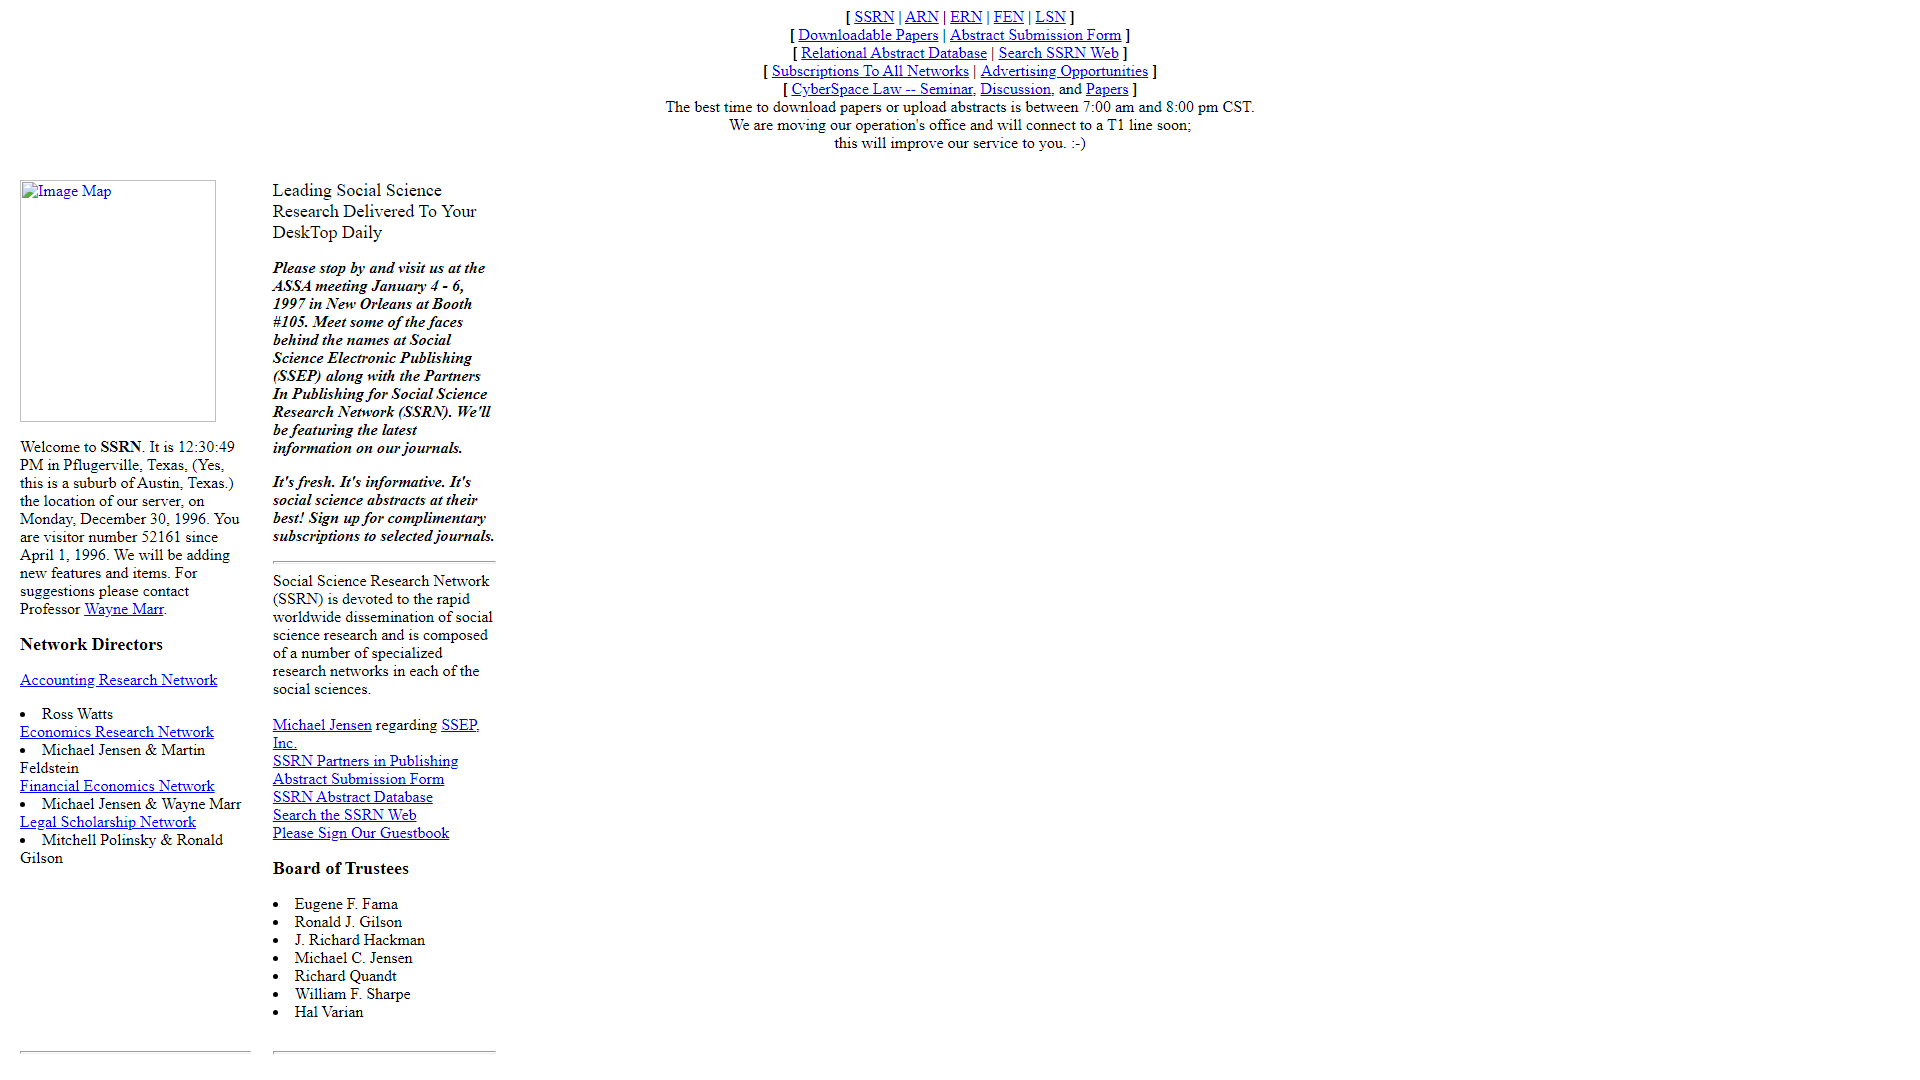 [ SSRN | ARN | ERN | FEN | LSN ]
[ Downloadable Papers | Abstract Submission Form ]
[ Relational Abstract Database | Search SSRN Web ]
[ Subscriptions To All Networks | Advertising Opportunities ]
[ CyberSpace Law -- Seminar, Discussion, and Papers ]
The best time to download papers or upload abstracts is between 7:00 am and 8:00 pm CST.
We are moving our operation's office and will connect to a T1 line soon;
this will improve our service to you. :-)
Image Map
Welcome to SSRN. It is 12:30:49
PM in Pflugerville, Texas, (Yes,
this is a suburb of Austin, Texas.)
the location of our server, on
Monday, December 30, 1996. You
are visitor number 52161 since
April 1, 1996. We will be adding
new features and items. For
suggestions please contact
Professor Wayne Marr.
Network Directors
Accounting Research Network
• Ross Watts
Economics Research Network
• Michael Jensen & Martin
Feldstein
Financial Economics Network
• Michael Jensen & Wayne Marr
Legal Scholarship Network
• Mitchell Polinsky & Ronald
Gilson
Leading Social Science
Research Delivered To Your
DeskTop Daily
Please stop by and visit us at the
ASSA meeting January 4 - 6,
1997 in New Orleans at Booth
#105. Meet some of the faces
behind the names at Social
Science Electronic Publishing
(SSEP) along with the Partners
In Publishing for Social Science
Research Network (SSRN). We'll
be featuring the latest
information on our journals.
It's fresh. It's informative. It's
social science abstracts at their
best! Sign up for complimentary
subscriptions to selected journals.
Social Science Research Network
(SSRN) is devoted to the rapid
worldwide dissemination of social
science research and is composed
of a number of specialized
research networks in each of the
social sciences.
Michael Jensen regarding SSEP,
Inc.
SSRN Partners in Publishing
Abstract Submission Form
SSRN Abstract Database
Search the SSRN Web
Please Sign Our Guestbook
Board of Trustees
• Eugene F. Fama
• Ronald J. Gilson
• J. Richard Hackman
• Michael C. Jensen
• Richard Quandt
• William F. Sharpe
• Hal Varian